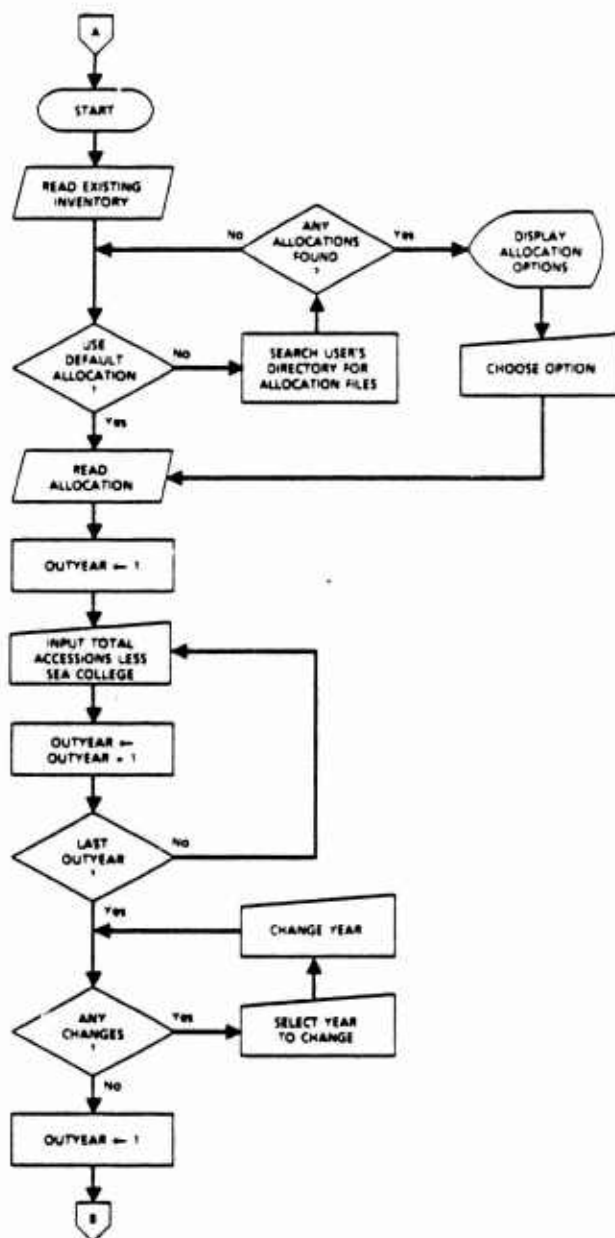 A
START
READ EXISTING
INVENTORY
No
ANY
ALLOCATIONS
FOUND
?
Yes
DISPLAY
ALLOCATION
OPTIONS
USE
DEFAULT
ALLOCATION
?
No
SEARCH USER'S
DIRECTORY FOR
ALLOCATION FILES
CHOOSE OPTION
Yes
READ
ALLOCATION
OUTYEAR ← 1
INPUT TOTAL
ACCESSIONS LESS
SEA COLLEGE
OUTYEAR ←
OUTYEAR + 1
LAST
OUTYEAR
?
No
Yes
CHANGE YEAR
ANY
CHANGES
?
Yes
SELECT YEAR
TO CHANGE
No
OUTYEAR ← 1
B